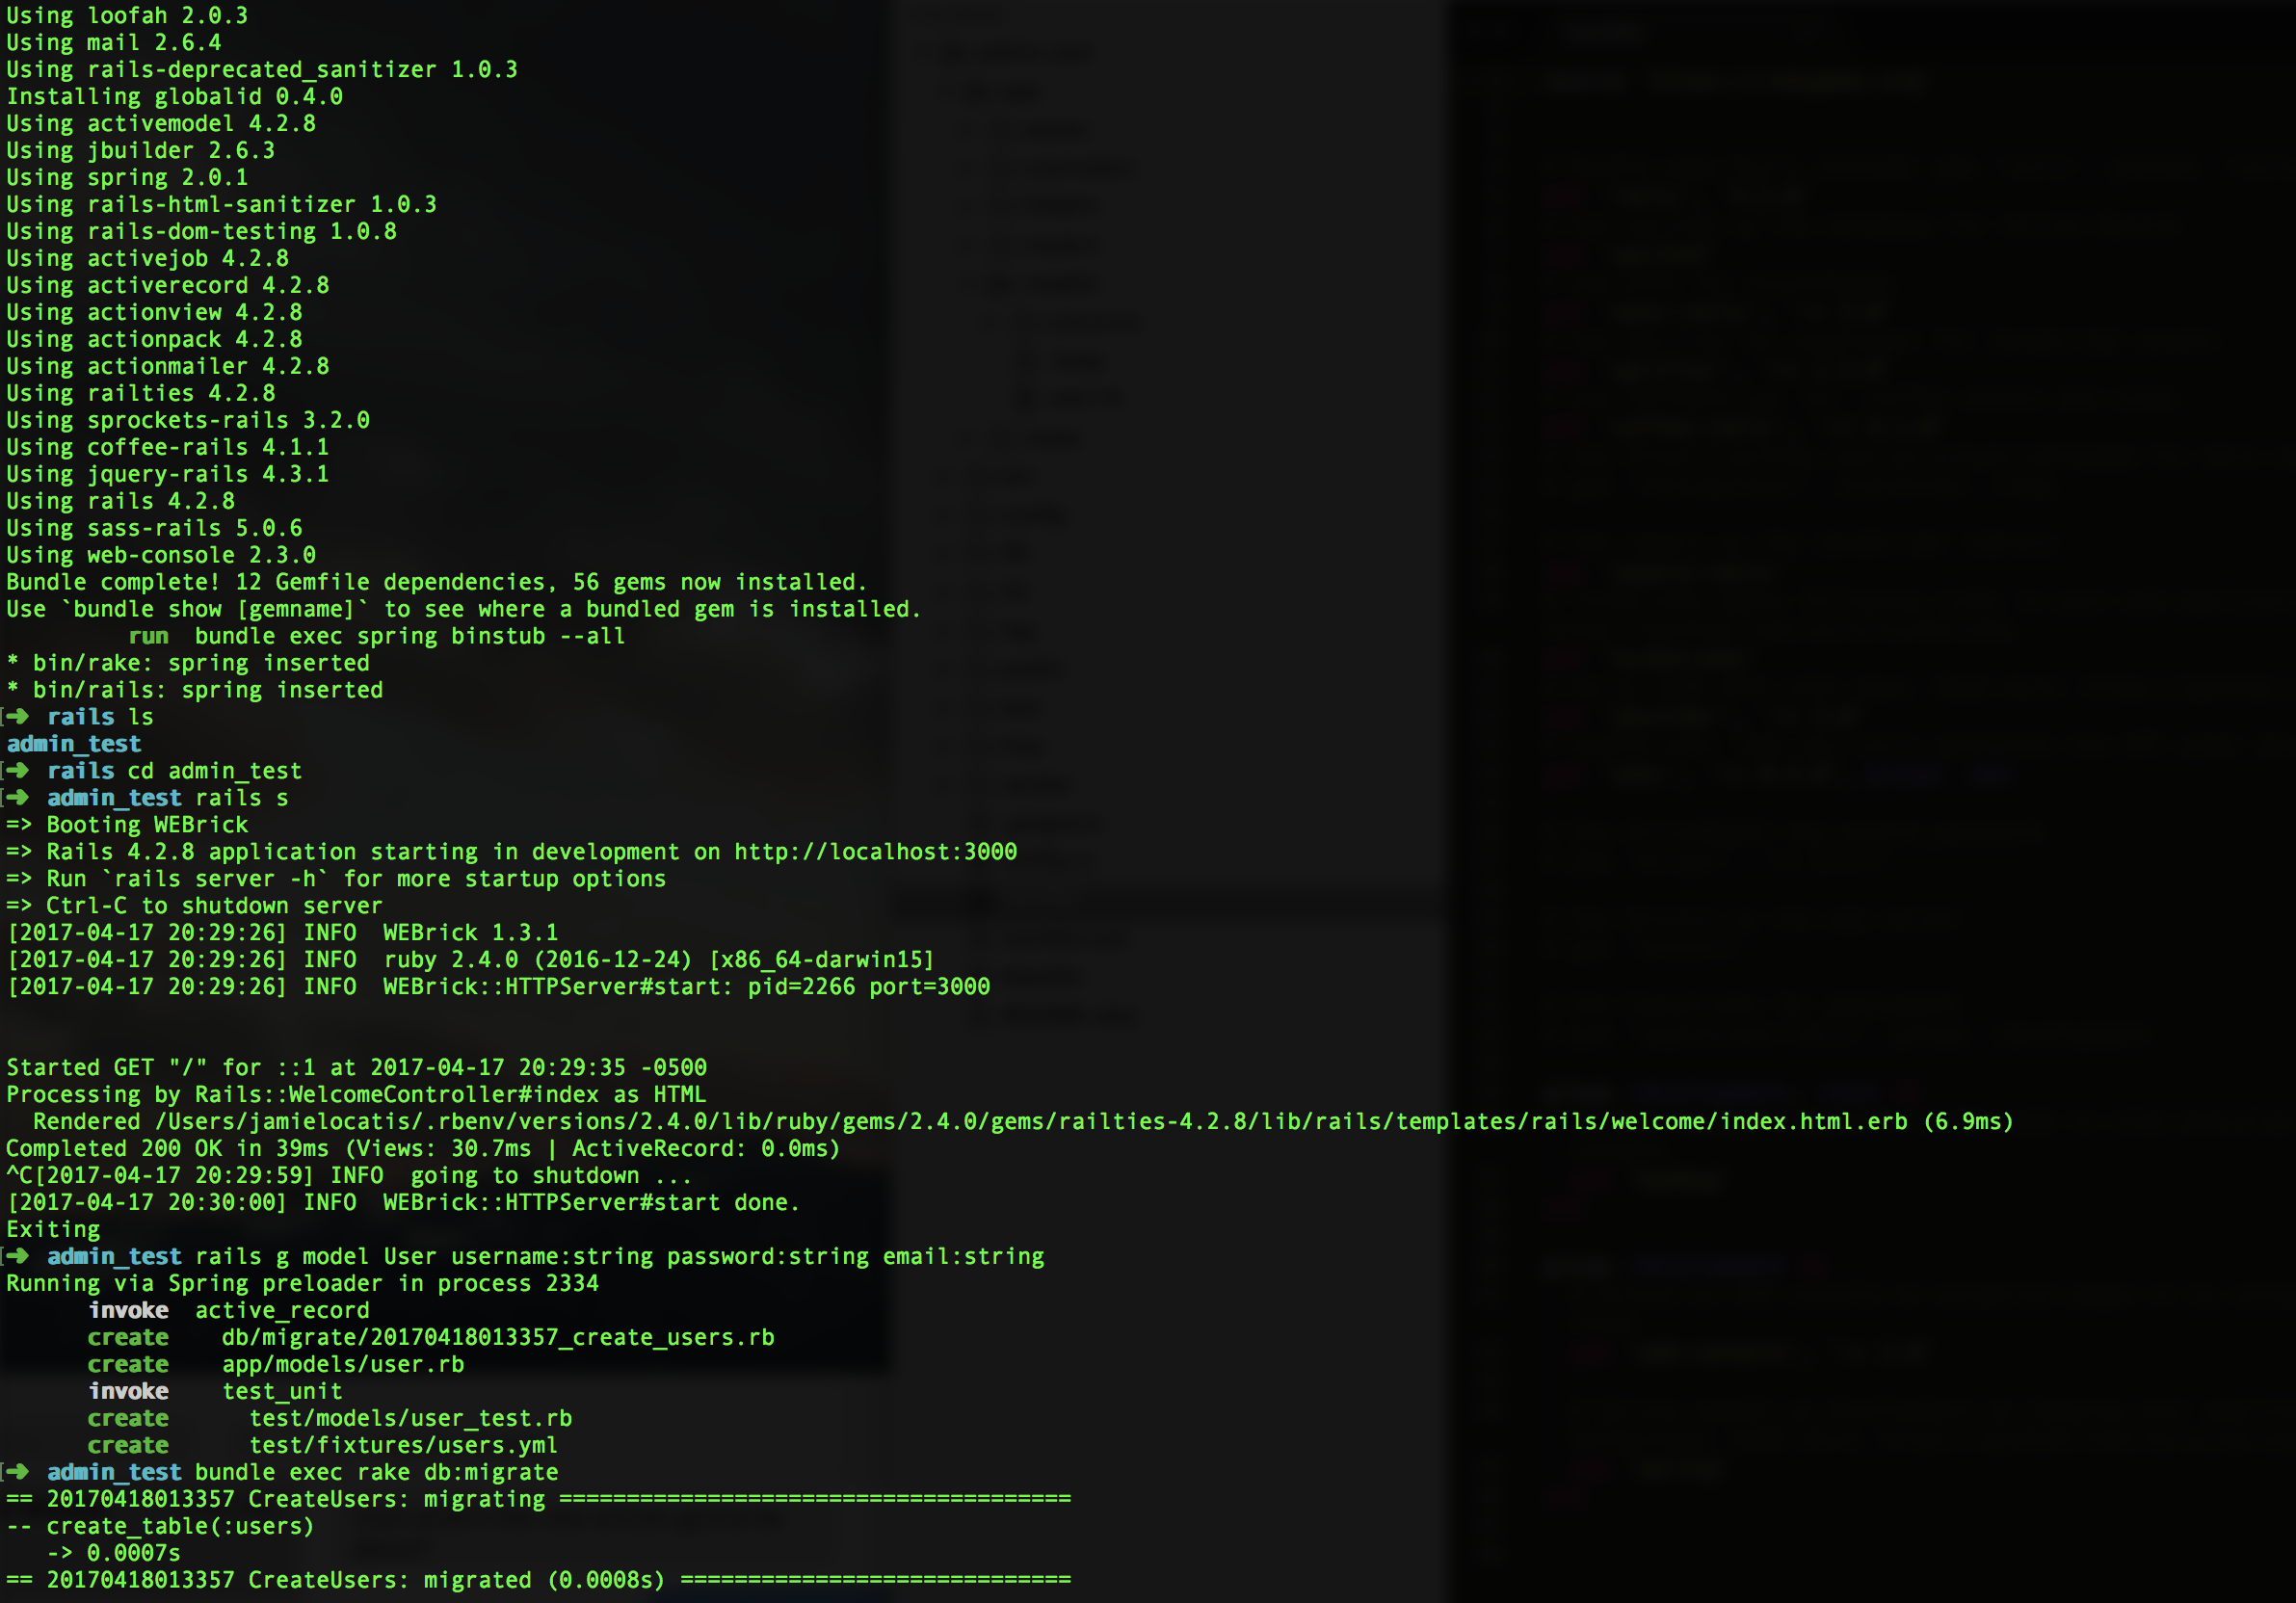 Using loofah 2.0.3
Using mail 2.6.4
Using rails-deprecated_sanitizer 1.0.3
Installing globalid 0.4.0
Using activemodel 4.2.8
Using jbuilder 2.6.3
Using spring 2.0.1
Using rails-html-sanitizer 1.0.3
Using rails-dom-testing 1.0.8
Using activejob 4.2.8
Using activerecord 4.2.8
Using actionview 4.2.8
Using actionpack 4.2.8
Using actionmailer 4.2.8
Using railties 4.2.8
Using sprockets-rails 3.2.0
Using coffee-rails 4.1.1
Using jquery-rails 4.3.1
Using rails 4.2.8
Using sass-rails 5.0.6
Using web-console 2.3.0
Bundle complete! 12 Gemfile dependencies, 56 gems now installed.
Use `bundle show [gemname]` to see where a bundled gem is installed.
         run  bundle exec spring binstub --all
* bin/rake: spring inserted
* bin/rails: spring inserted
[➜  rails ls
admin_test
[➜  rails cd admin_test
[➜  admin_test rails s
=> Booting WEBrick
=> Rails 4.2.8 application starting in development on http://localhost:3000
=> Run `rails server -h` for more startup options
=> Ctrl-C to shutdown server
[2017-04-17 20:29:26] INFO  WEBrick 1.3.1
[2017-04-17 20:29:26] INFO  ruby 2.4.0 (2016-12-24) [x86_64-darwin15]
[2017-04-17 20:29:26] INFO  WEBrick::HTTPServer#start: pid=2266 port=3000
Started GET "/" for ::1 at 2017-04-17 20:29:35 -0500
Processing by Rails::WelcomeController#index as HTML
  Rendered /Users/jamielocatis/.rbenv/versions/2.4.0/lib/ruby/gems/2.4.0/gems/railties-4.2.8/lib/rails/templates/rails/welcome/index.html.erb (6.9ms)
Completed 200 OK in 39ms (Views: 30.7ms | ActiveRecord: 0.0ms)
^C[2017-04-17 20:29:59] INFO  going to shutdown ...
[2017-04-17 20:30:00] INFO  WEBrick::HTTPServer#start done.
Exiting
[➜  admin_test rails g model User username:string password:string email:string
Running via Spring preloader in process 2334
      invoke  active_record
      create    db/migrate/20170418013357_create_users.rb
      create    app/models/user.rb
      invoke    test_unit
      create      test/models/user_test.rb
      create      test/fixtures/users.yml
[➜  admin_test bundle exec rake db:migrate
== 20170418013357 CreateUsers: migrating ======================================
-- create_table(:users)
   -> 0.0007s
== 20170418013357 CreateUsers: migrated (0.0008s) =============================